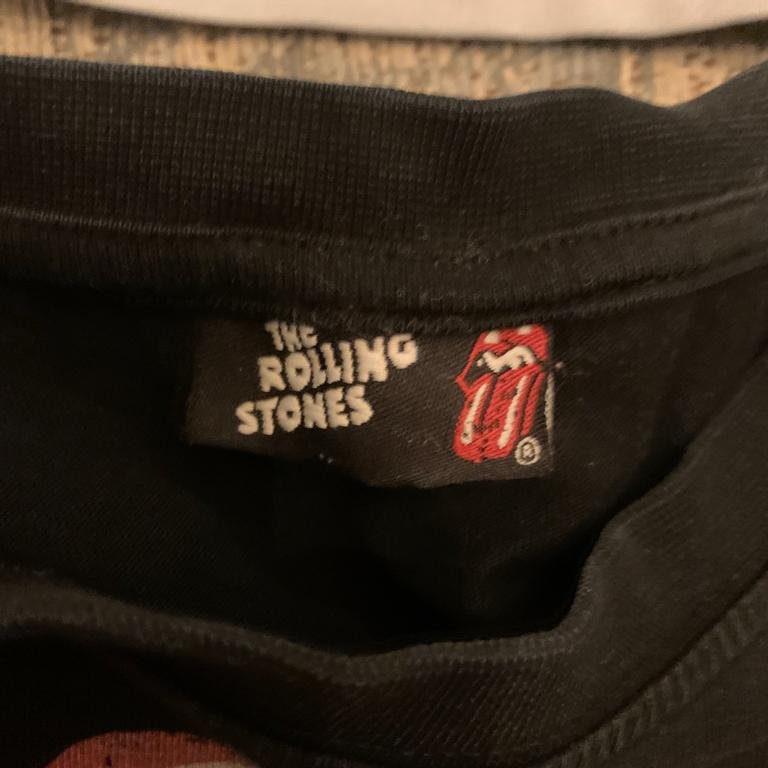 THE
ROLLING
STONES
®